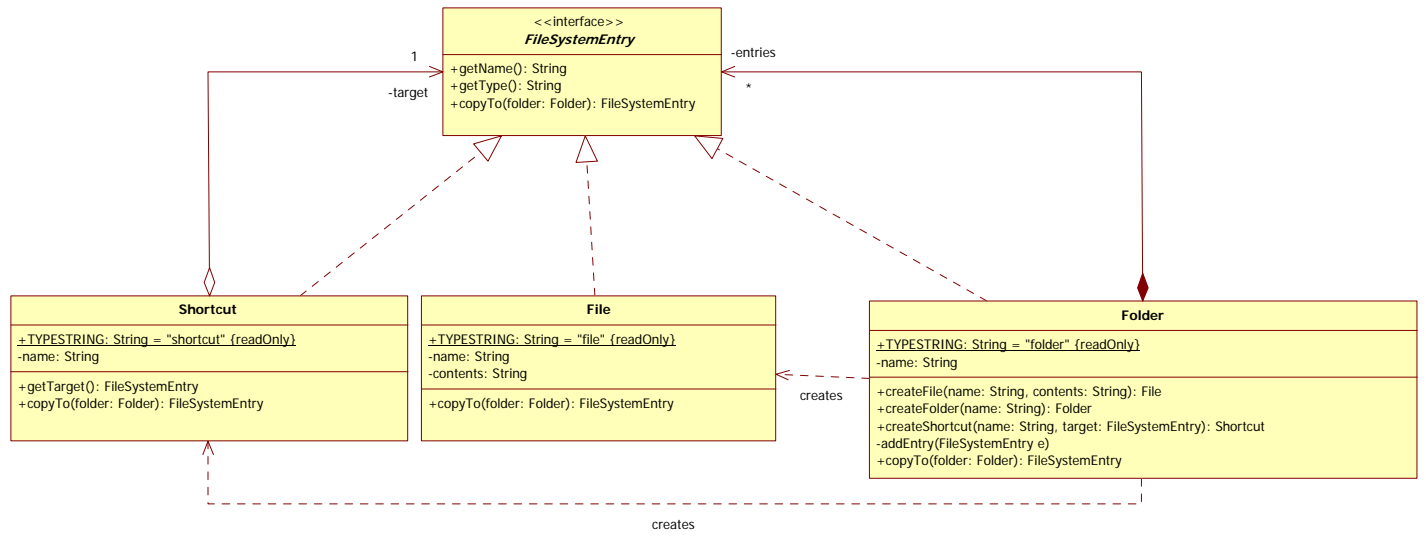 <<interface>>
FileSystemEntry
+getName(): String
+getType(): String
+copyTo(folder: Folder): FileSystemEntry
1
-target
-entries
*
Shortcut
+TYPESTRING: String = "shortcut" {readOnly}
-name: String
+getTarget(): FileSystemEntry
+copyTo(folder: Folder): FileSystemEntry
File
+TYPESTRING: String = "file" {readOnly}
-name: String
-contents: String
+copyTo(folder: Folder): FileSystemEntry
creates
Folder
+TYPESTRING: String = "folder" {readOnly}
-name: String
+createFile(name: String, contents: String): File
+createFolder(name: String): Folder
+createShortcut(name: String, target: FileSystemEntry): Shortcut
-addEntry(FileSystemEntry e)
+copyTo(folder: Folder): FileSystemEntry
creates